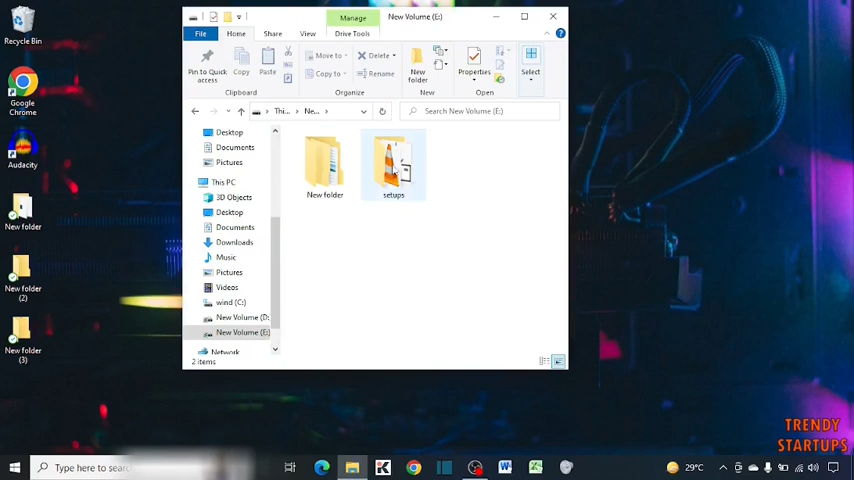 Recycle Bin
Google
Chrome
Audacity
New folder
New folder
(2)
New folder
(3)
Manage
New Volume (E:)
File
Home
Share
View
Drive Tools
Pin to Quick
access
Copy
Paste
Move to
Copy to
Delete
Rename
New
folder
Properties
Select
Clipboard
Organize
New
Open
Thi...
Ne...
Search New Volume (E:)
Desktop
Documents
Pictures
This PC
3D Objects
Desktop
Documents
Downloads
Music
Pictures
Videos
wind (C:)
New Volume (D:
New Volume (E:)
Network
New folder
setups
2 items
TRENDY
STARTUPS
Type here to search
29°C